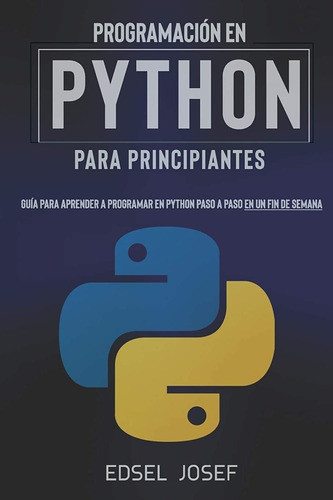 PROGRAMACIÓN EN
PYTHON
PARA PRINCIPIANTES
GUÍA PARA APRENDER A PROGRAMAR EN PYTHON PASO A PASO EN UN FIN DE SEMANA
EDSEL JOSEF